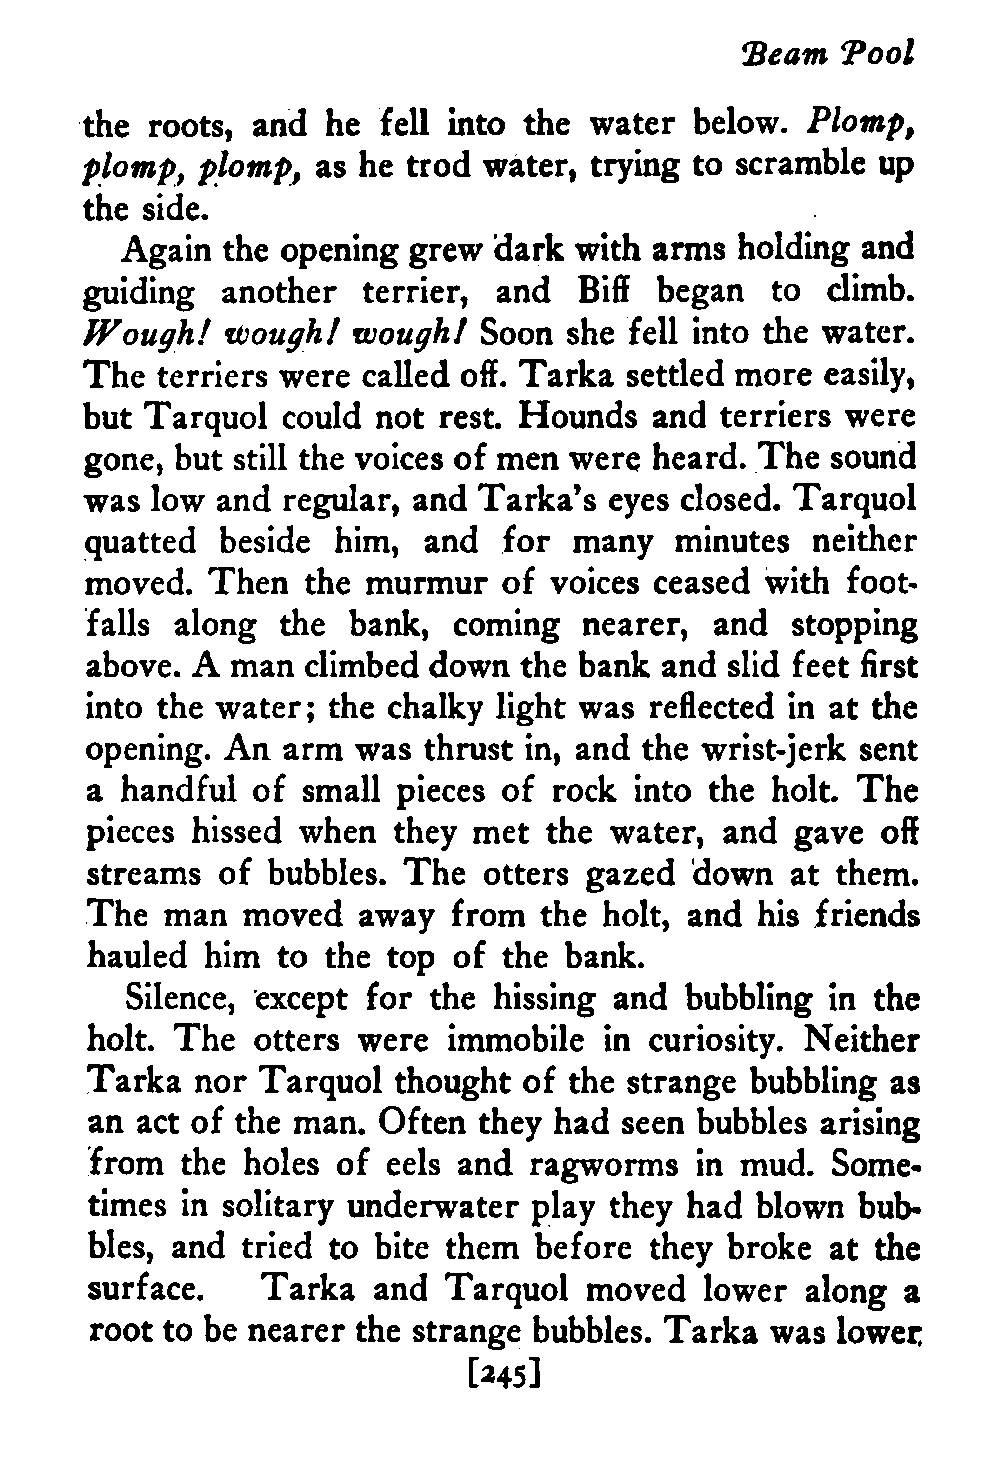 Beam Pool
the roots, and he fell into the water below. Plomp,
plomp, plomp, as he trod water, trying to scramble up
the side.
Again the opening grew dark with arms holding and
guiding another terrier, and Biff began to climb.
Wough! wough! wough! Soon she fell into the water.
The terriers were called off. Tarka settled more easily,
but Tarquol could not rest. Hounds and terriers were
gone, but still the voices of men were heard. The sound
was low and regular, and Tarka's eyes closed. Tarquol
quatted beside him, and for many minutes neither
moved. Then the murmur of voices ceased with foot-
falls along the bank, coming nearer, and stopping
above. A man climbed down the bank and slid feet first
into the water; the chalky light was reflected in at the
opening. An arm was thrust in, and the wrist-jerk sent
a handful of small pieces of rock into the holt. The
pieces hissed when they met the water, and gave off
streams of bubbles. The otters gazed down at them.
The man moved away from the holt, and his friends
hauled him to the top of the bank.
Silence, except for the hissing and bubbling in the
holt. The otters were immobile in curiosity. Neither
Tarka nor Tarquol thought of the strange bubbling as
an act of the man. Often they had seen bubbles arising
from the holes of eels and ragworms in mud. Some-
times in solitary underwater play they had blown bub-
bles, and tried to bite them before they broke at the
surface. Tarka and Tarquol moved lower along a
root to be nearer the strange bubbles. Tarka was lower,
[245]